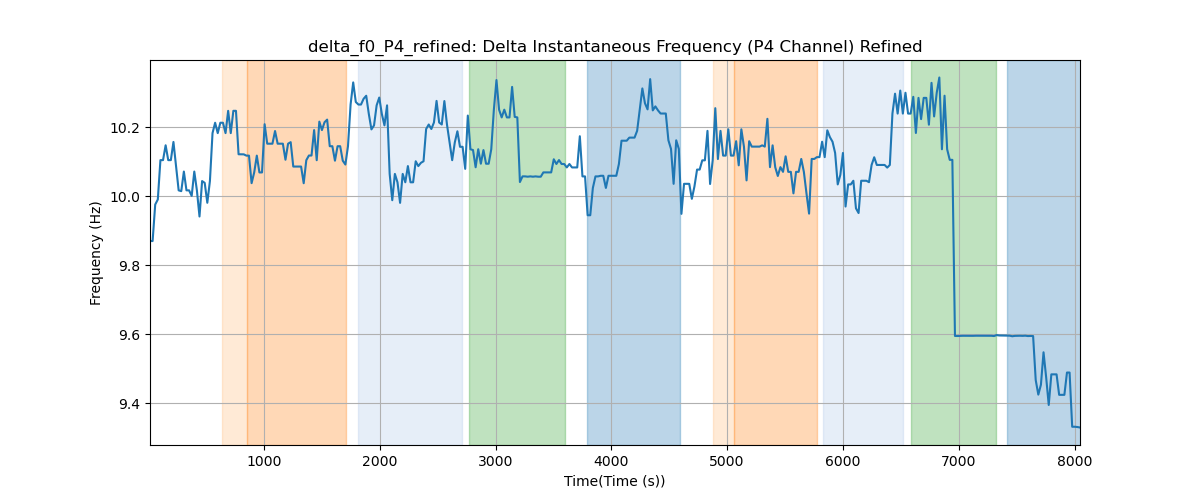 delta_f0_P4_refined: Delta Instantaneous Frequency (P4 Channel) Refined
Frequency (Hz)
10.2
10.0
9.8
9.6
9.4
1000 2000 3000 4000 5000 6000 7000 8000
Time(Time (s))